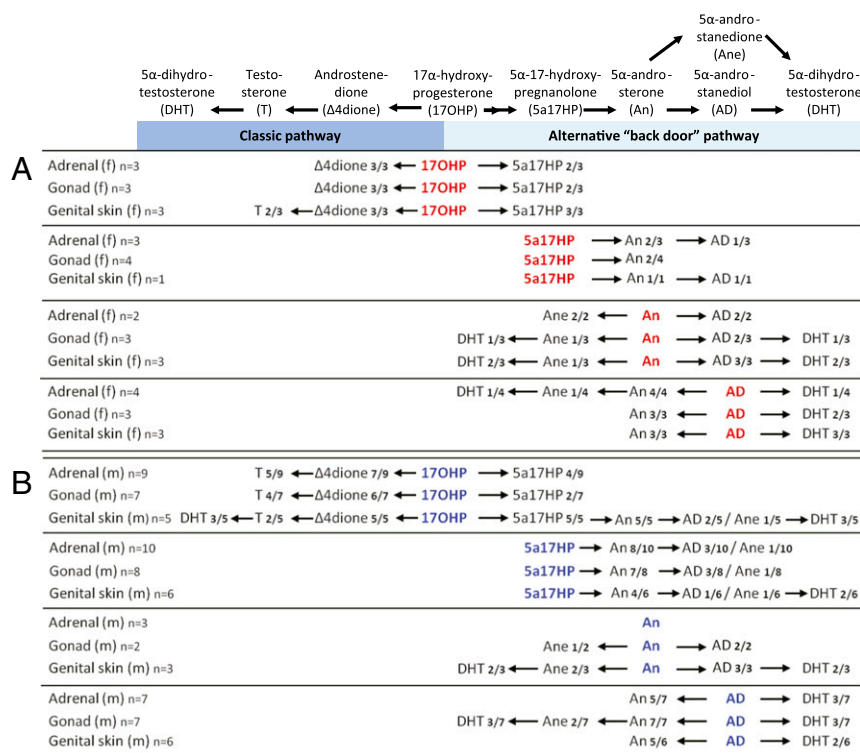 5α-andro-
stanedione
(Ane)
5α-dihydro-
testosterone
(DHT)
Testo-
sterone
(T)
Androstene-
dione
(Δ4dione)
17α-hydroxy-
progesterone
(17OHP)
5α-17-hydroxy-
pregnanolone
(5a17HP)
5α-andro-
sterone
(An)
5α-andro-
stanediol
(AD)
5α-dihydro-
testosterone
(DHT)
Classic pathway
Alternative "back door" pathway
A
Adrenal (f) n=3 Δ4dione 3/3 17OHP 5a17HP 2/3
Gonad (f) n=3 Δ4dione 3/3 17OHP 5a17HP 2/3
Genital skin (f) n=3 T 2/3 Δ4dione 3/3 17OHP 5a17HP 3/3
Adrenal (f) n=3 5a17HP An 2/3 AD 1/3
Gonad (f) n=4 5a17HP An 2/4
Genital skin (f) n=1 5a17HP An 1/1 AD 1/1
Adrenal (f) n=2 Ane 2/2 An AD 2/2
Gonad (f) n=3 DHT 1/3 Ane 1/3 An AD 2/3 DHT 1/3
Genital skin (f) n=3 DHT 2/3 Ane 1/3 An AD 3/3 DHT 2/3
Adrenal (f) n=4 DHT 1/4 Ane 1/4 An 4/4 AD DHT 1/4
Gonad (f) n=3 An 3/3 AD DHT 2/3
Genital skin (f) n=3 An 3/3 AD DHT 3/3
B
Adrenal (m) n=9 T 5/9 Δ4dione 7/9 17OHP 5a17HP 4/9
Gonad (m) n=7 T 4/7 Δ4dione 6/7 17OHP 5a17HP 2/7
Genital skin (m) n=5 DHT 3/5 T 2/5 Δ4dione 5/5 17OHP 5a17HP 5/5 An 5/5 AD 2/5 / Ane 1/5 DHT 3/5
Adrenal (m) n=10 5a17HP An 8/10 AD 3/10 / Ane 1/10
Gonad (m) n=8 5a17HP An 7/8 AD 3/8 / Ane 1/8
Genital skin (m) n=6 5a17HP An 4/6 AD 1/6 / Ane 1/6 DHT 2/6
Adrenal (m) n=3 An
Gonad (m) n=2 Ane 1/2 An AD 2/2
Genital skin (m) n=3 DHT 2/3 Ane 2/3 An AD 3/3 DHT 2/3
Adrenal (m) n=7 An 5/7 AD DHT 3/7
Gonad (m) n=7 DHT 3/7 Ane 2/7 An 7/7 AD DHT 3/7
Genital skin (m) n=6 An 5/6 AD DHT 2/6